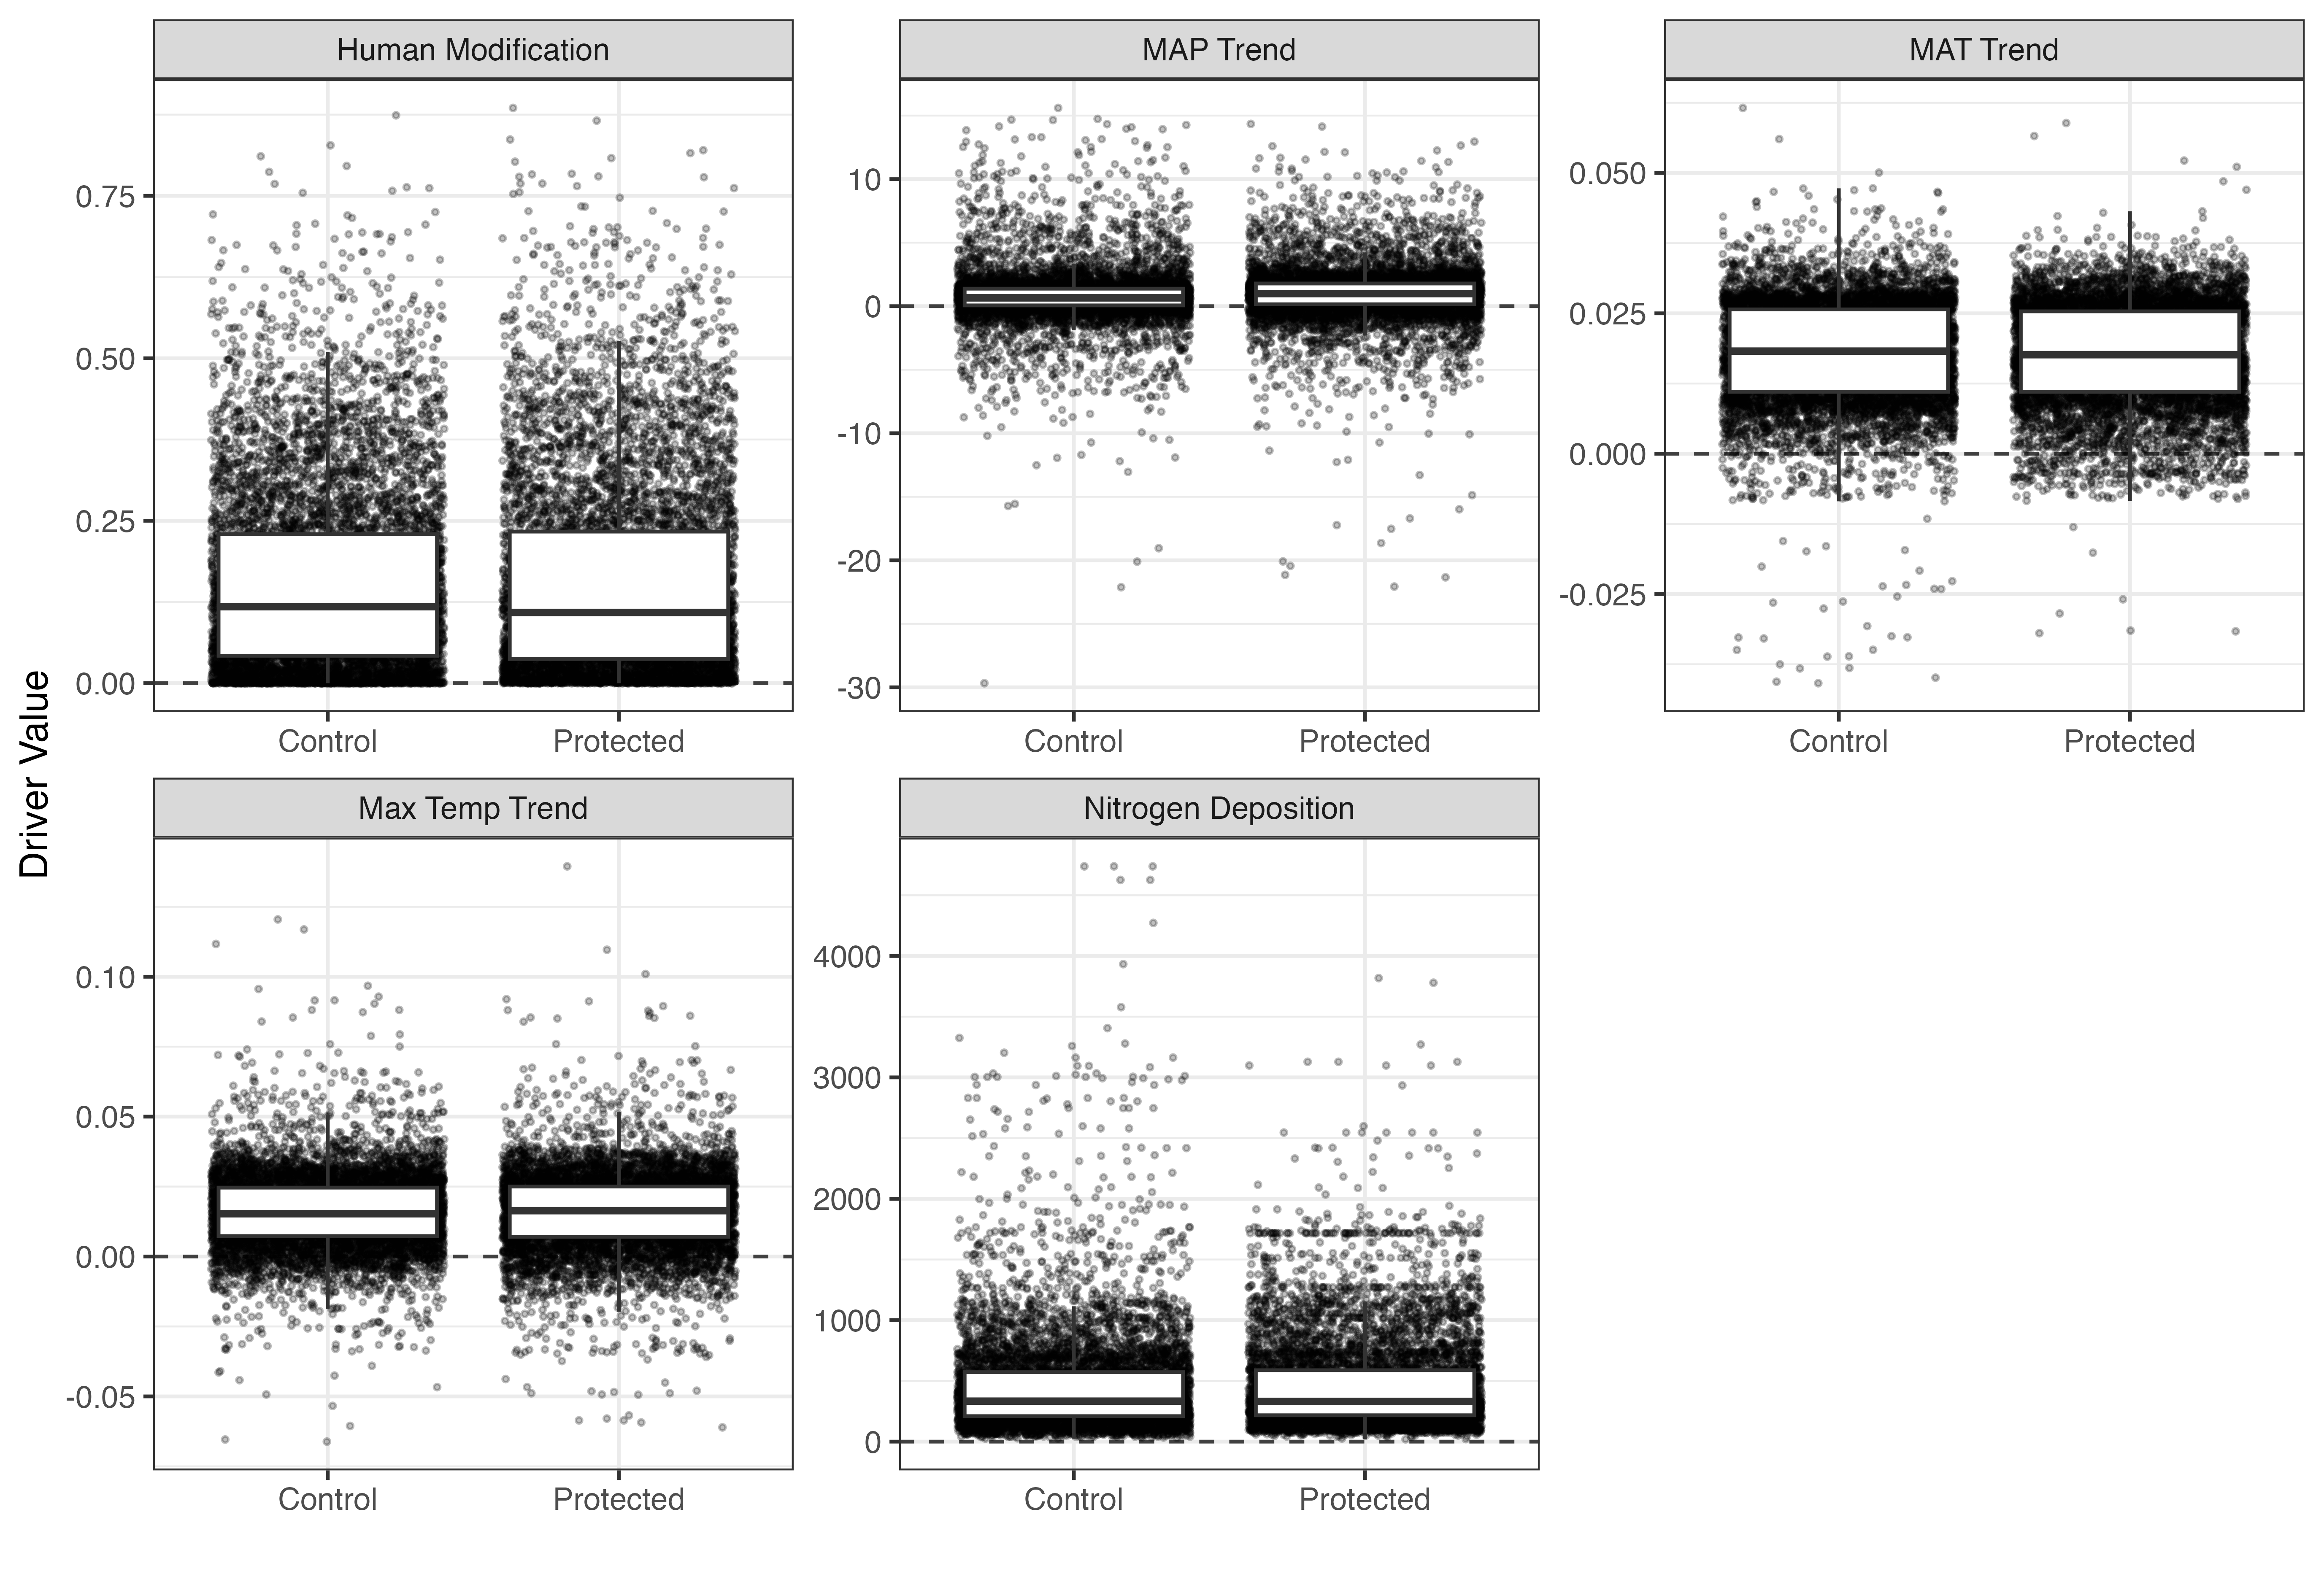 Human Modification
MAP Trend
MAT Trend
0.75
0.50
0.25
0.00
10
0
-10
-20
-30
0.050
0.025
0.000
-0.025
Control
Protected
Control
Protected
Control
Protected
Driver Value
Max Temp Trend
Nitrogen Deposition
0.10
0.05
0.00
-0.05
4000
3000
2000
1000
0
Control
Protected
Control
Protected